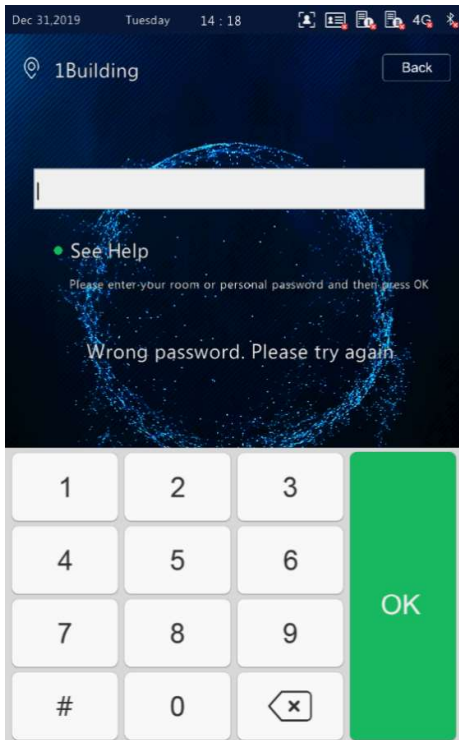 Dec 31,2019 Tuesday 14 : 18 4G
1Building Back
See Help
Please enter your room or personal password and then press OK
Wrong password. Please try again
1 2 3
4 5 6
OK
7 8 9
# 0